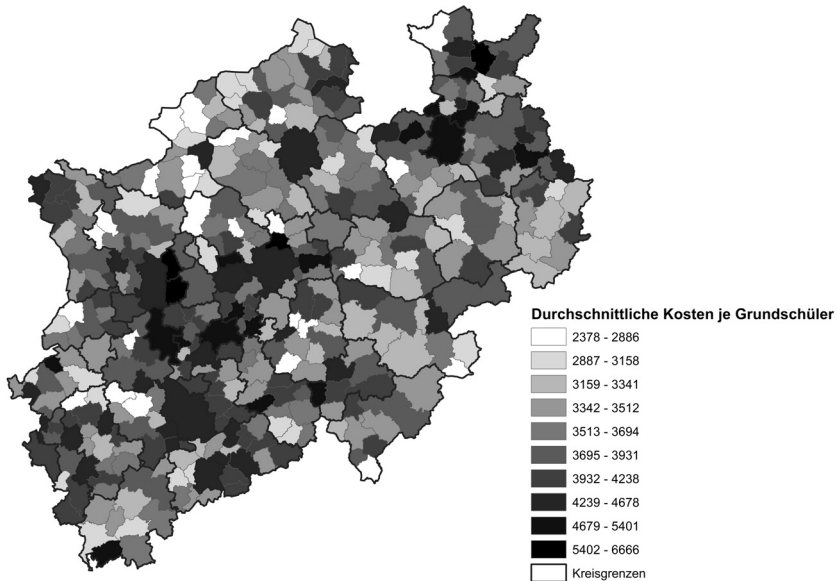 Durchschnittliche Kosten je Grundschüler
2378 - 2886
2887 - 3158
3159 - 3341
3342 - 3512
3513 - 3694
3695 - 3931
3932 - 4238
4239 - 4678
4679 - 5401
5402 - 6666
Kreisgrenzen